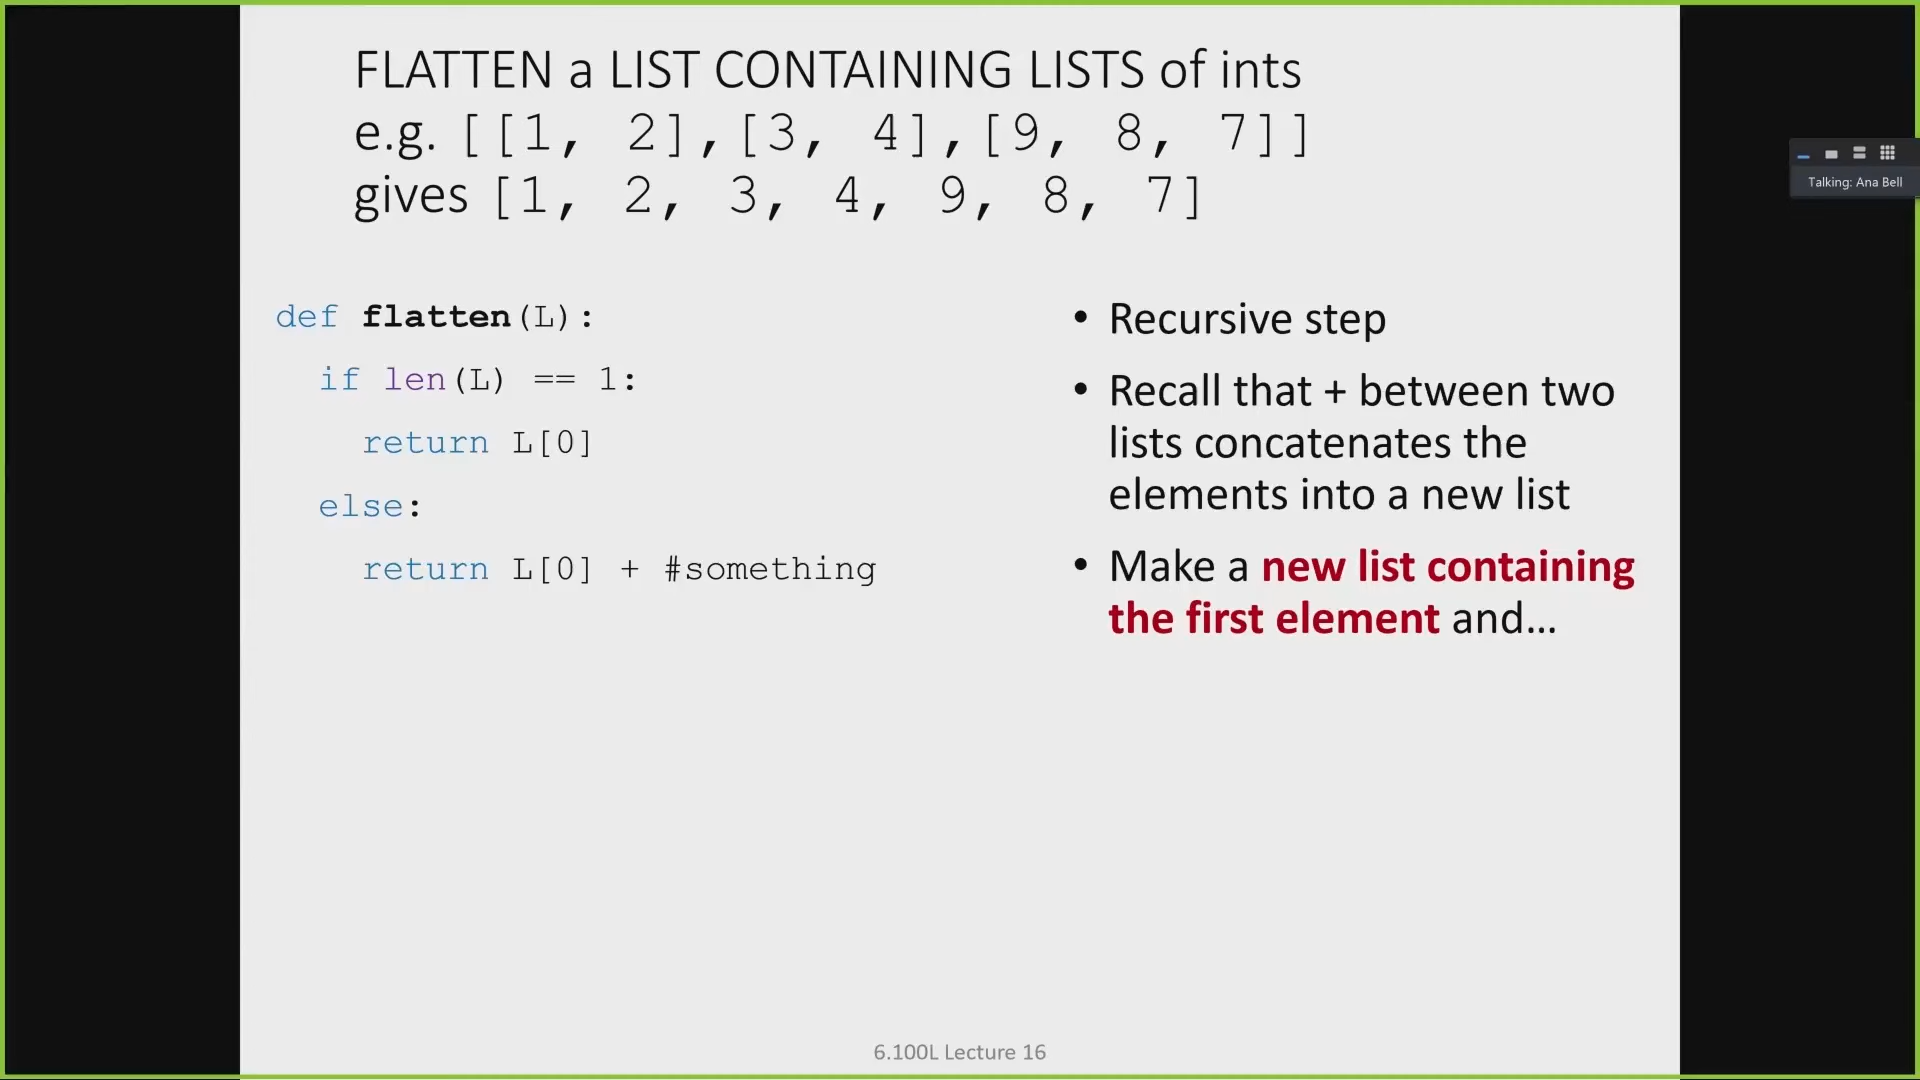 FLATTEN a LIST CONTAINING LISTS of ints
e.g. [[1, 2],[3, 4],[9, 8, 7]]
gives [1, 2, 3, 4, 9, 8, 7]
def flatten(L):
if len(L) == 1:
return L[0]
else:
return L[0] + #something
• Recursive step
• Recall that + between two
lists concatenates the
elements into a new list
• Make a new list containing
the first element and…
Talking: Ana Bell
6.100L Lecture 16